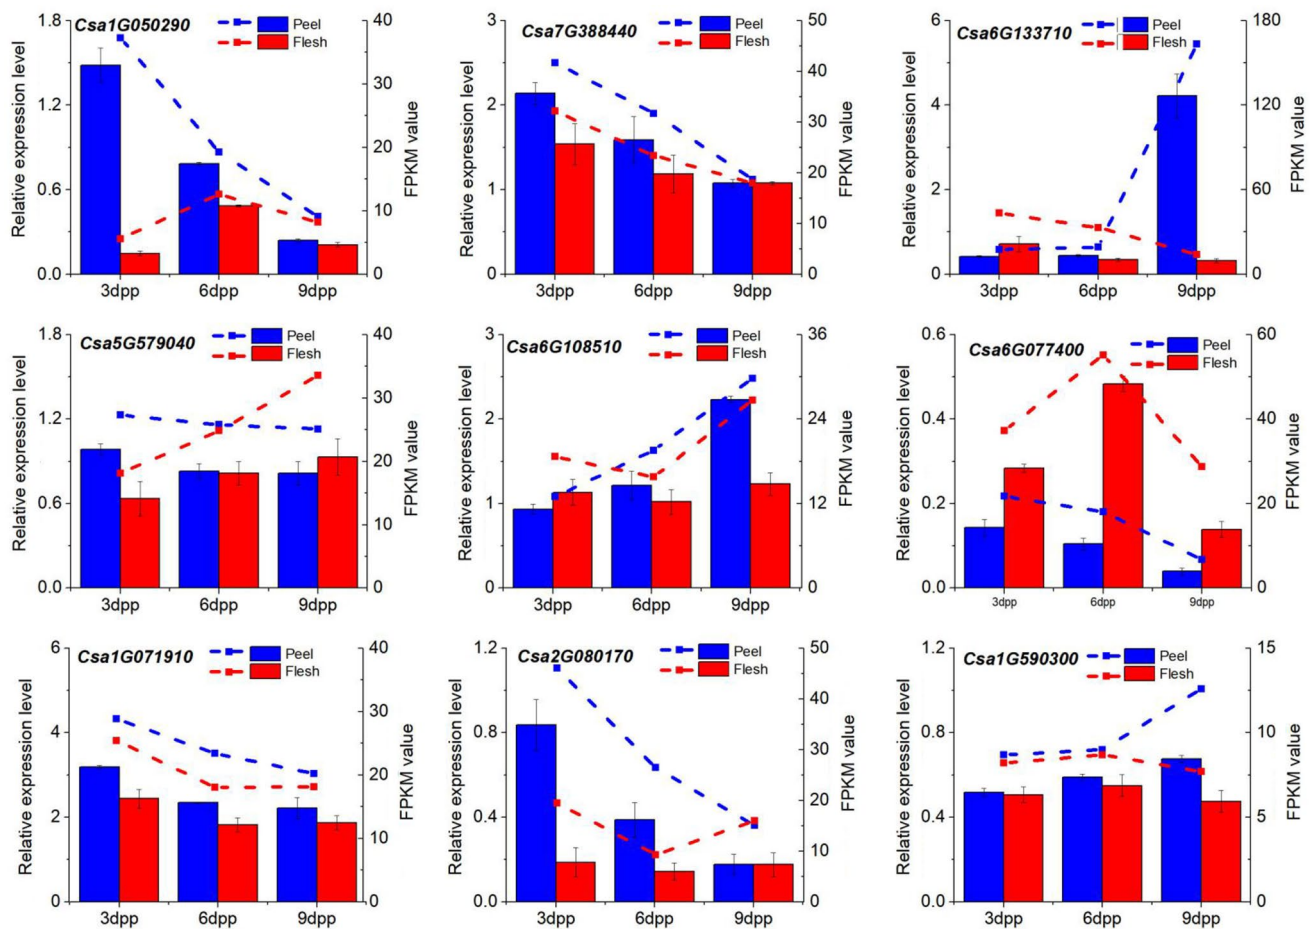 Csa1G050290
Peel
Flesh
Relative expression level
FPKM value
1.8
1.2
0.6
0.0
40
30
20
10
0
3dpp 6dpp 9dpp
Csa7G388440
Peel
Flesh
Relative expression level
FPKM value
3
2
1
0
50
40
30
20
10
0
3dpp 6dpp 9dpp
Csa6G133710
Peel
Flesh
Relative expression level
FPKM value
6
4
2
0
180
120
60
0
3dpp 6dpp 9dpp
Csa5G579040
Peel
Flesh
Relative expression level
FPKM value
1.8
1.2
0.6
0.0
40
30
20
10
0
3dpp 6dpp 9dpp
Csa6G108510
Peel
Flesh
Relative expression level
FPKM value
3
2
1
0
36
24
12
0
3dpp 6dpp 9dpp
Csa6G077400
Peel
Flesh
Relative expression level
FPKM value
0.6
0.4
0.2
0.0
60
40
20
0
3dpp 6dpp 9dpp
Csa1G071910
Peel
Flesh
Relative expression level
FPKM value
6
4
2
0
40
30
20
10
0
3dpp 6dpp 9dpp
Csa2G080170
Peel
Flesh
Relative expression level
FPKM value
1.2
0.8
0.4
0.0
50
40
30
20
10
0
3dpp 6dpp 9dpp
Csa1G590300
Peel
Flesh
Relative expression level
FPKM value
1.2
0.8
0.4
0.0
15
10
5
0
3dpp 6dpp 9dpp